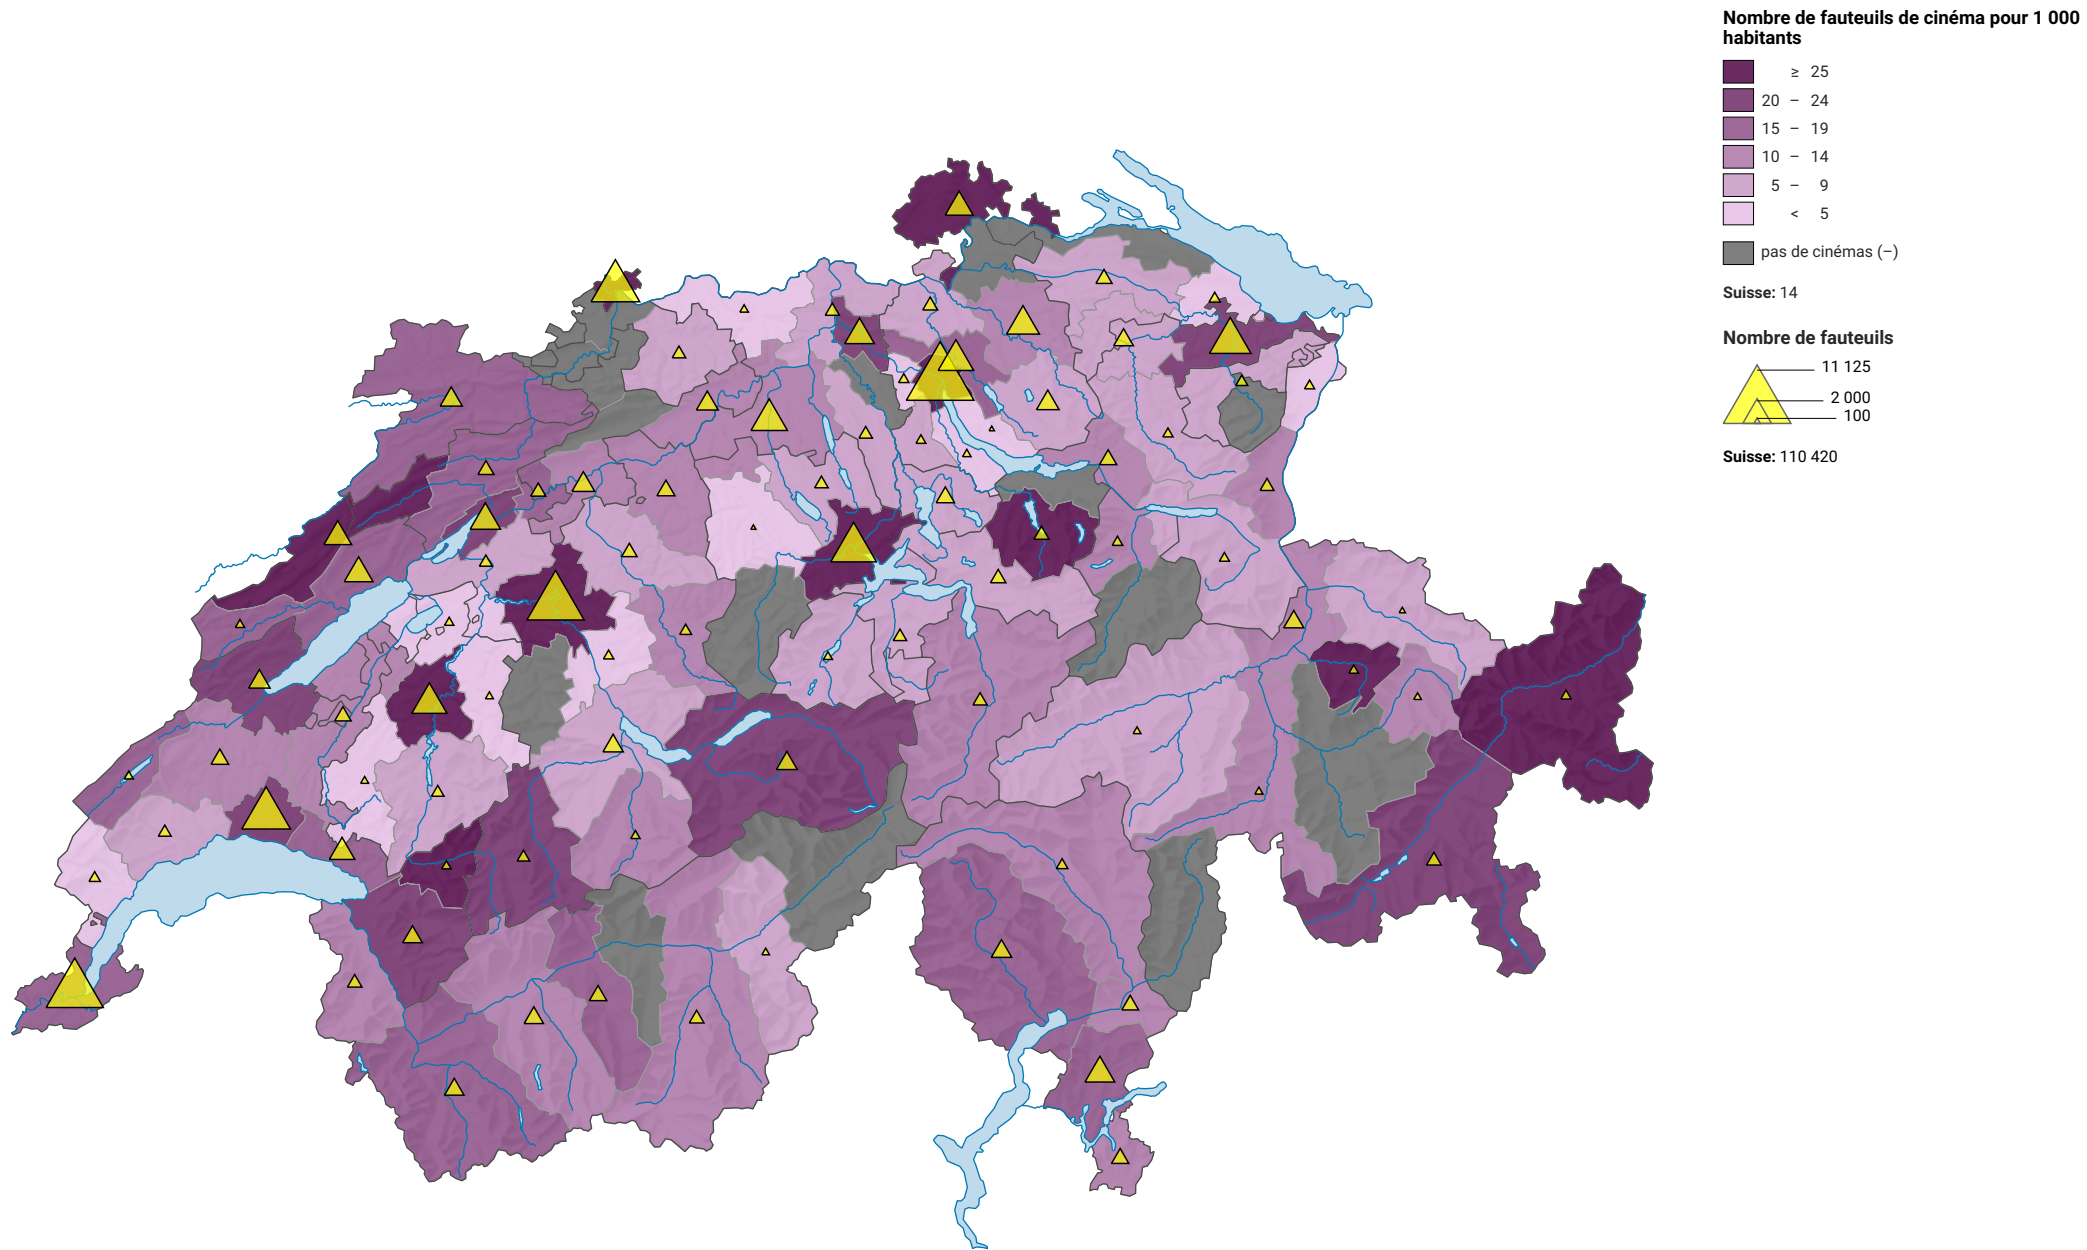 Nombre de fauteuils de cinéma pour 1 000
habitants
≥ 25
20 – 24
15 – 19
10 – 14
5 – 9
< 5
pas de cinémas (–)
Suisse: 14
Nombre de fauteuils
11 125
2 000
100
Suisse: 110 420